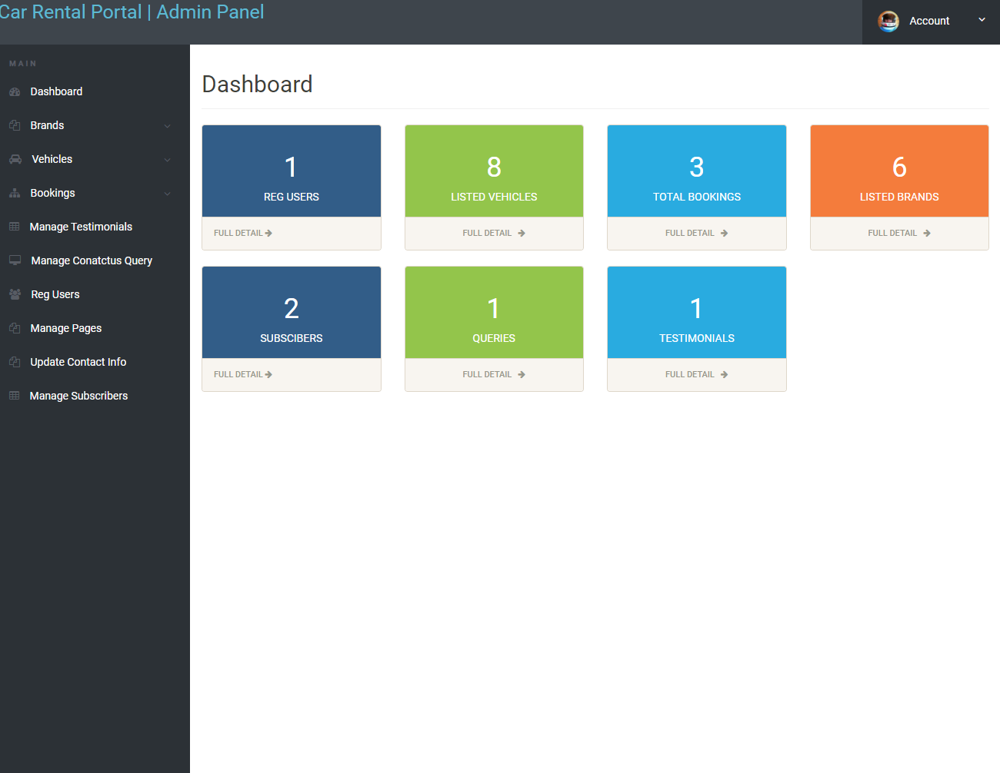 Car Rental Portal | Admin Panel
Account
MAIN
Dashboard
Brands
Vehicles
Bookings
Manage Testimonials
Manage Conatctus Query
Reg Users
Manage Pages
Update Contact Info
Manage Subscribers
Dashboard
1
REG USERS
FULL DETAIL
8
LISTED VEHICLES
FULL DETAIL
3
TOTAL BOOKINGS
FULL DETAIL
6
LISTED BRANDS
FULL DETAIL
2
SUBSCIBERS
FULL DETAIL
1
QUERIES
FULL DETAIL
1
TESTIMONIALS
FULL DETAIL